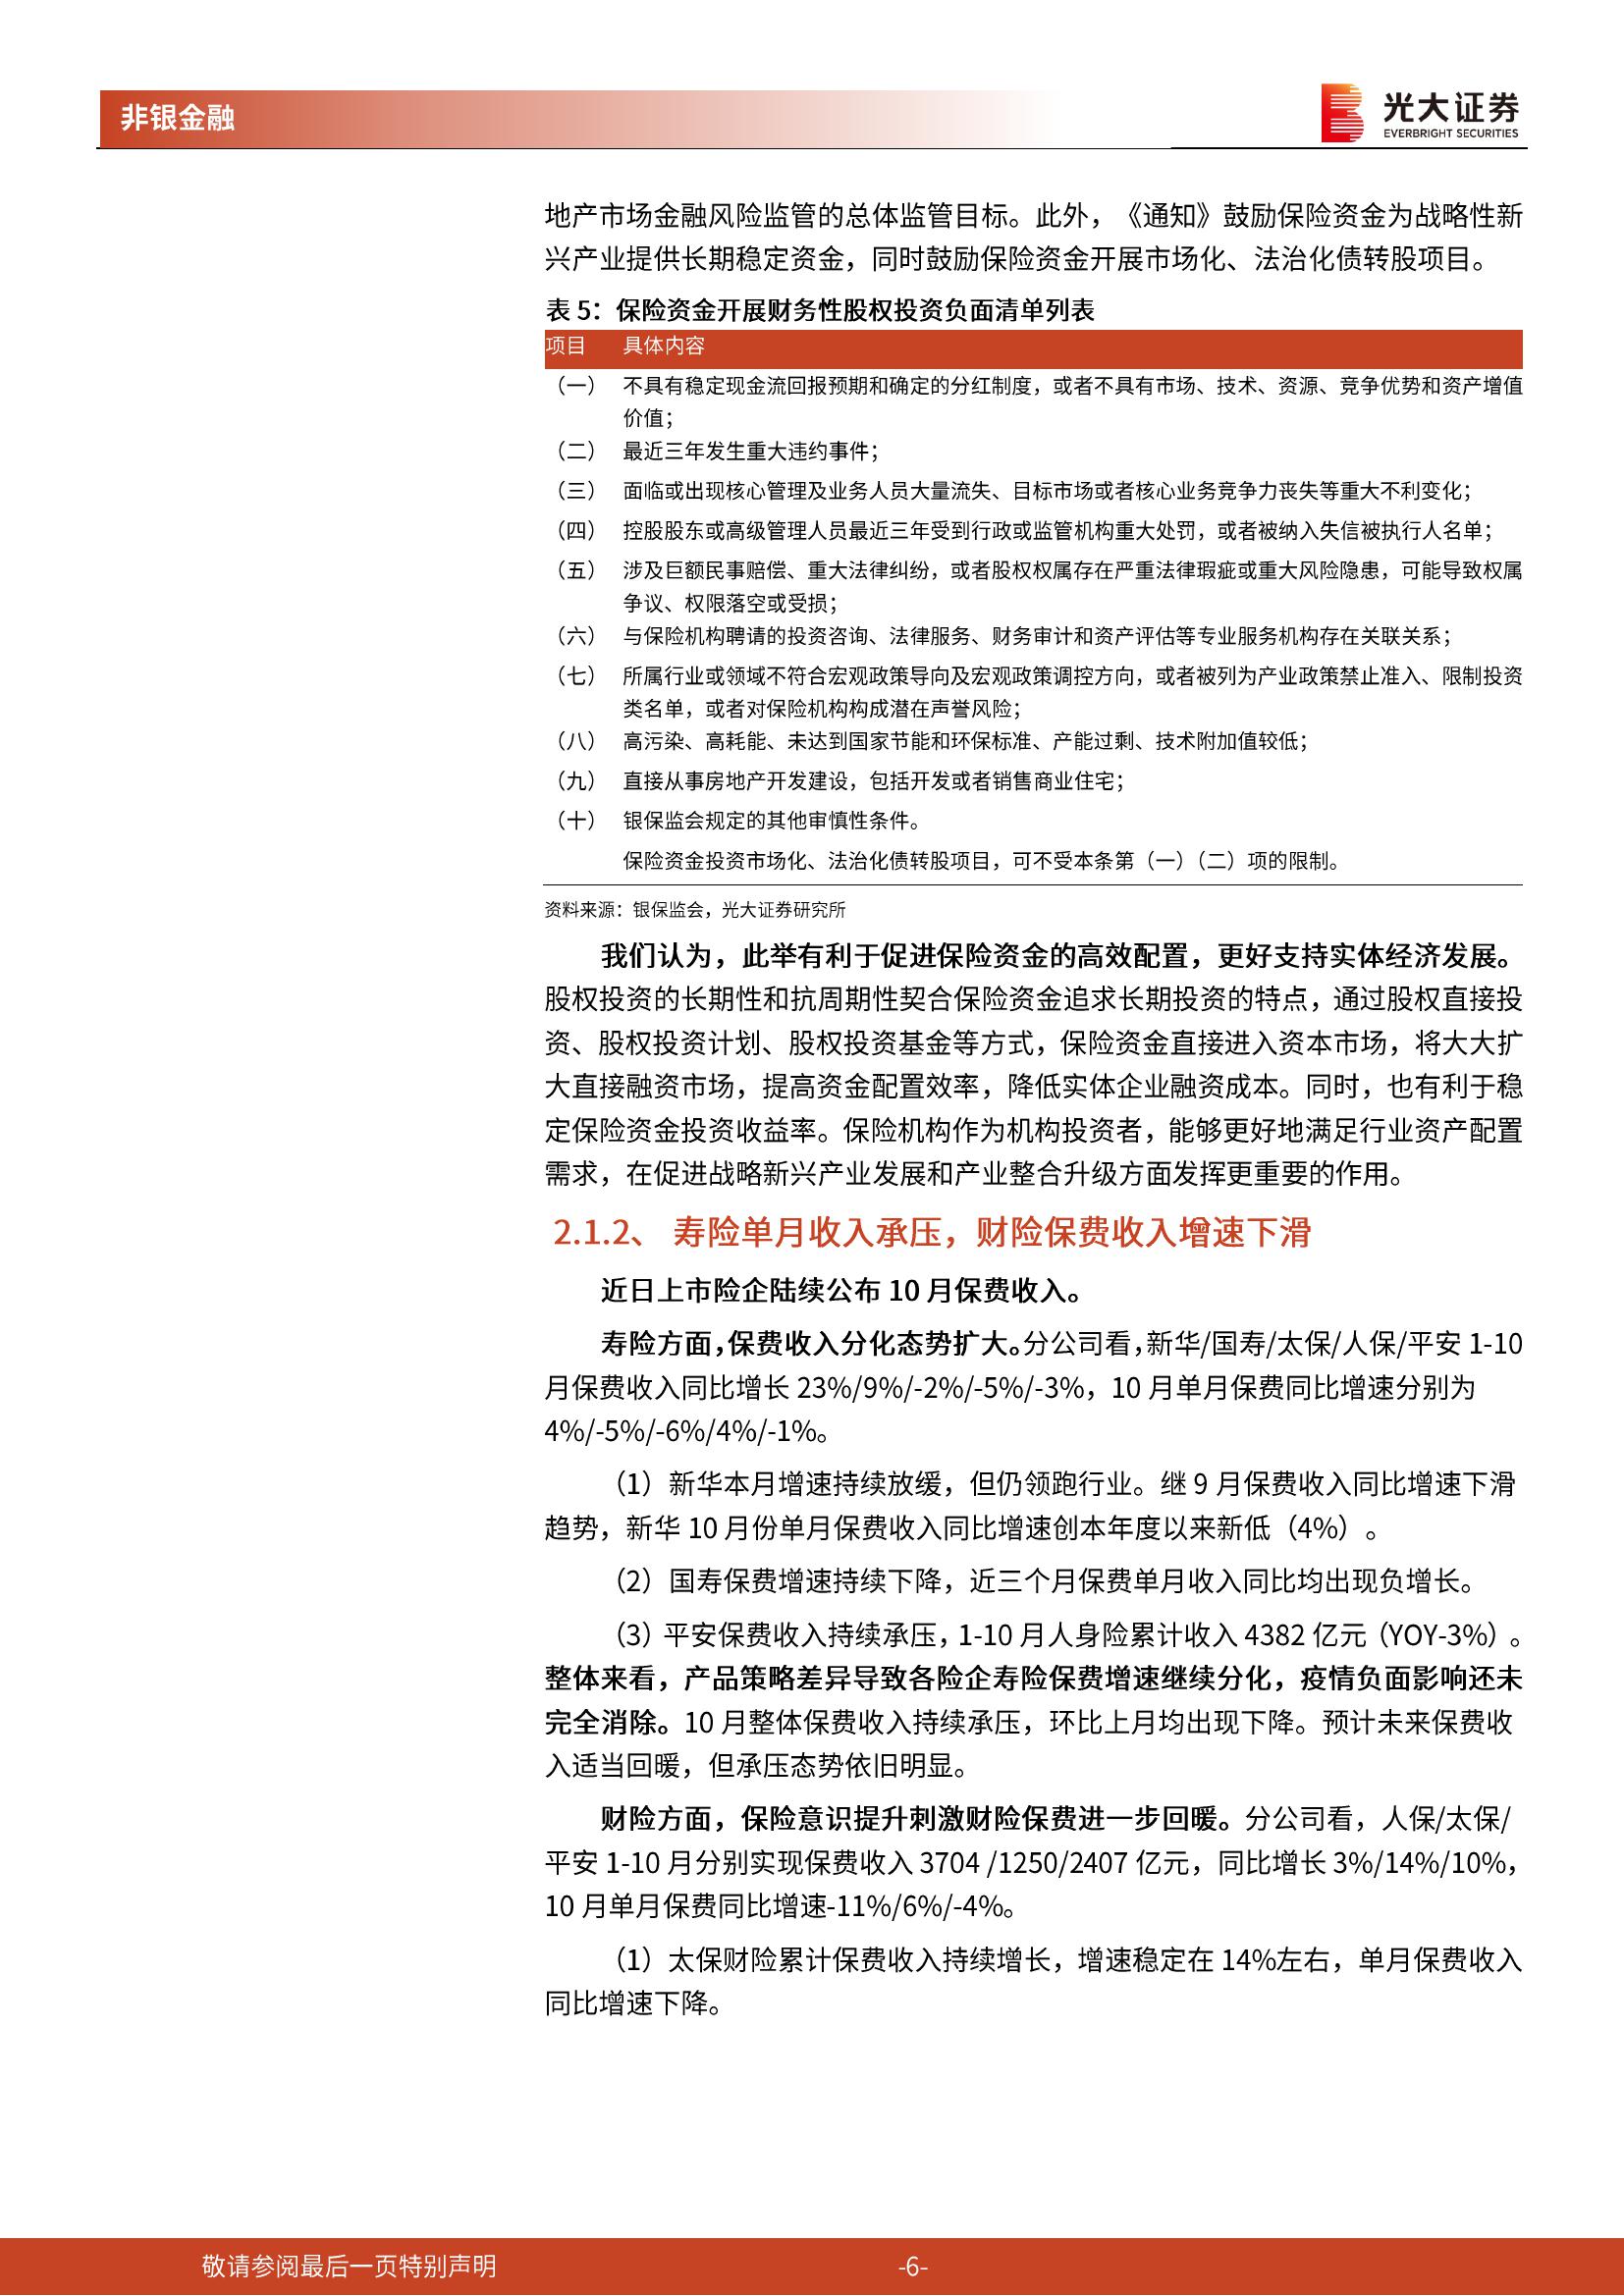 非银金融
光大证券
EVERBRIGHT SECURITIES
地产市场金融风险监管的总体监管目标。此外，《通知》鼓励保险资金为战略性新
兴产业提供长期稳定资金，同时鼓励保险资金开展市场化、法治化债转股项目。
表 5：保险资金开展财务性股权投资负面清单列表
项目 具体内容
（一） 不具有稳定现金流回报预期和确定的分红制度，或者不具有市场、技术、资源、竞争优势和资产增值
价值；
（二） 最近三年发生重大违约事件；
（三） 面临或出现核心管理及业务人员大量流失、目标市场或者核心业务竞争力丧失等重大不利变化；
（四） 控股股东或高级管理人员最近三年受到行政或监管机构重大处罚，或者被纳入失信被执行人名单；
（五） 涉及巨额民事赔偿、重大法律纠纷，或者股权权属存在严重法律瑕疵或重大风险隐患，可能导致权属
争议、权限落空或受损；
（六） 与保险机构聘请的投资咨询、法律服务、财务审计和资产评估等专业服务机构存在关联关系；
（七） 所属行业或领域不符合宏观政策导向及宏观政策调控方向，或者被列为产业政策禁止准入、限制投资
类名单，或者对保险机构构成潜在声誉风险；
（八） 高污染、高耗能、未达到国家节能和环保标准、产能过剩、技术附加值较低；
（九） 直接从事房地产开发建设，包括开发或者销售商业住宅；
（十） 银保监会规定的其他审慎性条件。
保险资金投资市场化、法治化债转股项目，可不受本条第（一）（二）项的限制。
资料来源：银保监会，光大证券研究所
我们认为，此举有利于促进保险资金的高效配置，更好支持实体经济发展。
股权投资的长期性和抗周期性契合保险资金追求长期投资的特点，通过股权直接投
资、股权投资计划、股权投资基金等方式，保险资金直接进入资本市场，将大大扩
大直接融资市场，提高资金配置效率，降低实体企业融资成本。同时，也有利于稳
定保险资金投资收益率。保险机构作为机构投资者，能够更好地满足行业资产配置
需求，在促进战略新兴产业发展和产业整合升级方面发挥更重要的作用。
2.1.2、 寿险单月收入承压，财险保费收入增速下滑
近日上市险企陆续公布 10 月保费收入。
寿险方面，保费收入分化态势扩大。分公司看，新华/国寿/太保/人保/平安 1-10
月保费收入同比增长 23%/9%/-2%/-5%/-3%，10 月单月保费同比增速分别为
4%/-5%/-6%/4%/-1%。
（1）新华本月增速持续放缓，但仍领跑行业。继 9 月保费收入同比增速下滑
趋势，新华 10 月份单月保费收入同比增速创本年度以来新低（4%）。
（2）国寿保费增速持续下降，近三个月保费单月收入同比均出现负增长。
（3）平安保费收入持续承压，1-10 月人身险累计收入 4382 亿元（YOY-3%）。
整体来看，产品策略差异导致各险企寿险保费增速继续分化，疫情负面影响还未
完全消除。10 月整体保费收入持续承压，环比上月均出现下降。预计未来保费收
入适当回暖，但承压态势依旧明显。
财险方面，保险意识提升刺激财险保费进一步回暖。分公司看，人保/太保/
平安 1-10 月分别实现保费收入 3704 /1250/2407 亿元，同比增长 3%/14%/10%，
10 月单月保费同比增速-11%/6%/-4%。
（1）太保财险累计保费收入持续增长，增速稳定在 14%左右，单月保费收入
同比增速下降。
敬请参阅最后一页特别声明
-6-